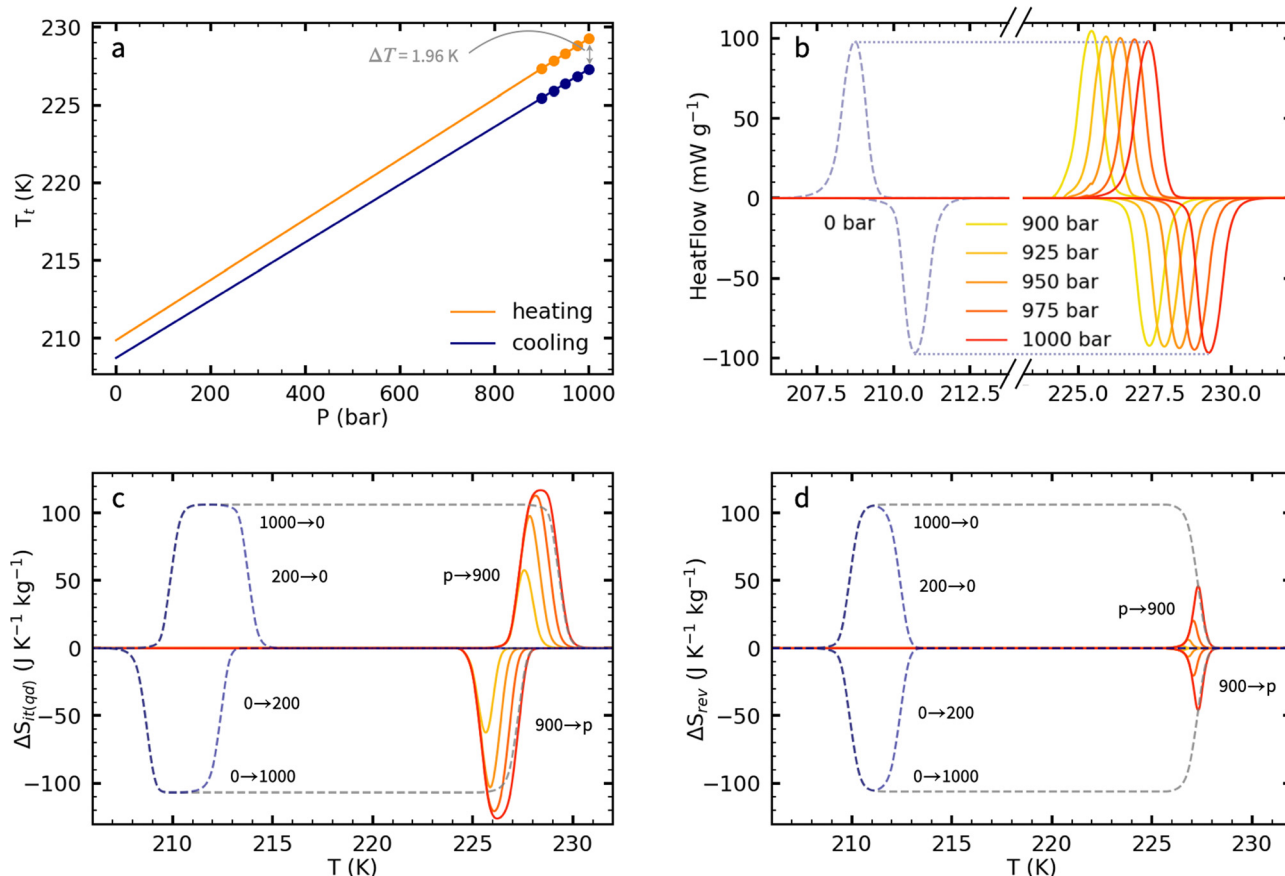 a
ΔT = 1.96 K
230
225
220
215
210
T_t (K)
heating
cooling
0
200
400
600
800
1000
P (bar)
b
100
50
0
−50
−100
HeatFlow (mW g⁻¹)
0 bar
900 bar
925 bar
950 bar
975 bar
1000 bar
207.5
210.0
212.5
225.0
227.5
230.0
c
100
50
0
−50
−100
ΔS_it(qd) (J K⁻¹ kg⁻¹)
1000→0
200→0
p→900
0→200
900→p
0→1000
210
215
220
225
230
T (K)
d
100
50
0
−50
−100
ΔS_rev (J K⁻¹ kg⁻¹)
1000→0
200→0
p→900
900→p
0→200
0→1000
210
215
220
225
230
T (K)